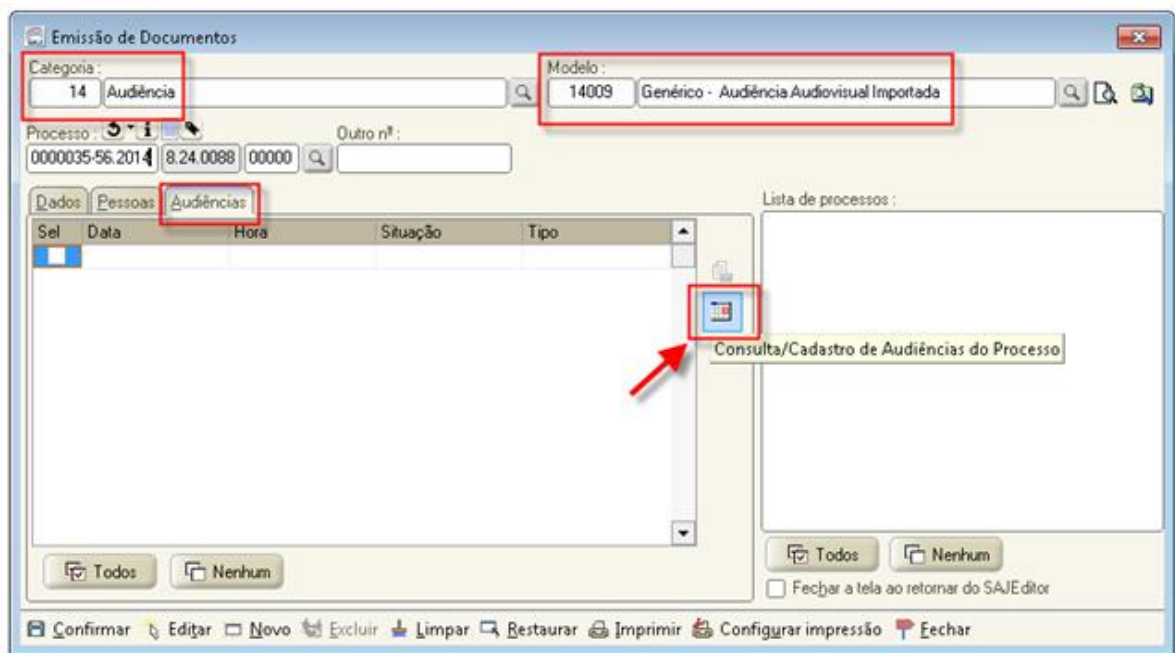 Emissão de Documentos
Categoria :
Modelo :
14 Audiência
14009 Genérico - Audiência Audiovisual Importada
Processo :
Outro nº :
0000035-56.2014 8.24.0088 00000
Dados Pessoas Audiências
Lista de processos :
Sel Data Hora Situação Tipo
Consulta/Cadastro de Audiências do Processo
Todos Nenhum
Todos Nenhum
Fechar a tela ao retornar do SAJEditor
Confirmar Editar Novo Excluir Limpar Restaurar Imprimir Configurar impressão Fechar